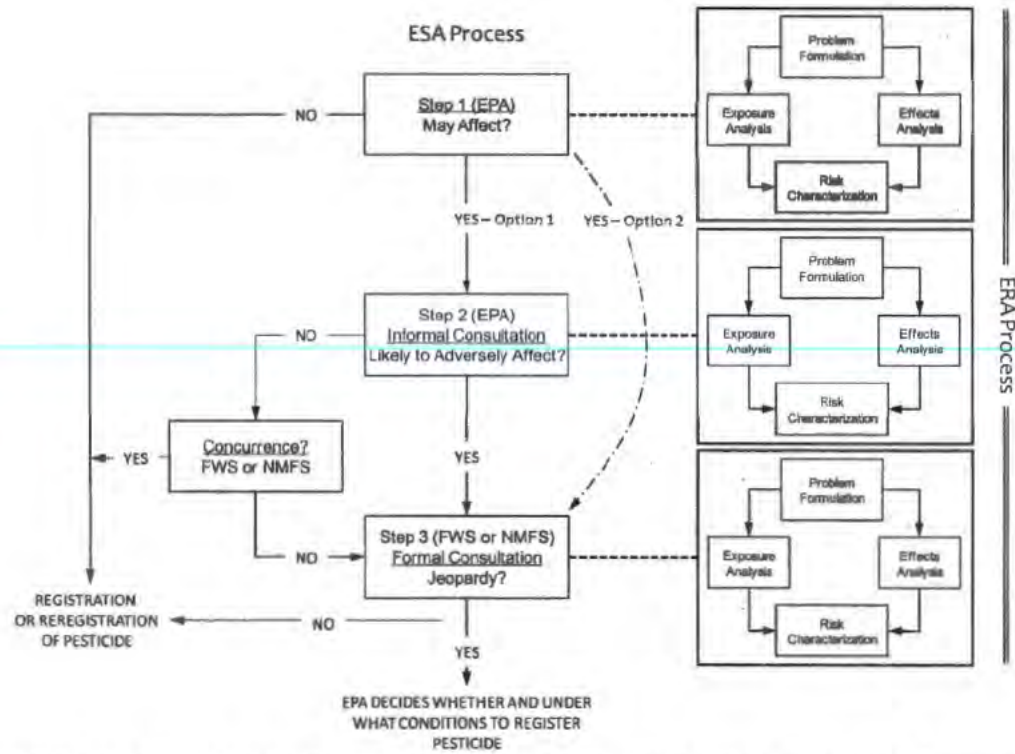 ESA Process
Step 1 (EPA)
May Affect?
NO
YES – Option 1
YES – Option 2
Step 2 (EPA)
Informal Consultation
Likely to Adversely Affect?
NO
Concurrence?
FWS or NMFS
YES
YES
NO
Step 3 (FWS or NMFS)
Formal Consultation
Jeopardy?
REGISTRATION
OR REREGISTRATION
OF PESTICIDE
NO
YES
EPA DECIDES WHETHER AND UNDER
WHAT CONDITIONS TO REGISTER
PESTICIDE
Problem
Formulation
Exposure
Analysis
Effects
Analysis
Risk
Characterization
Problem
Formulation
Exposure
Analysis
Effects
Analysis
Risk
Characterization
Problem
Formulation
Exposure
Analysis
Effects
Analysis
Risk
Characterization
ERA Process